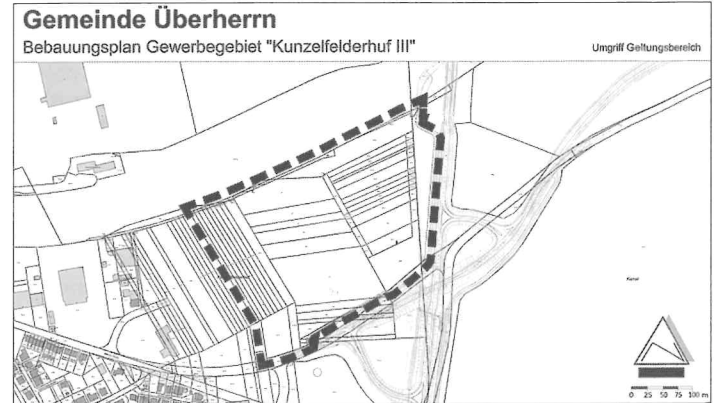 Gemeinde Überherrn
Bebauungsplan Gewerbegebiet "Kunzelfelderhuf III"
Umgriff Geltungsbereich
0 25 50 75 100 m